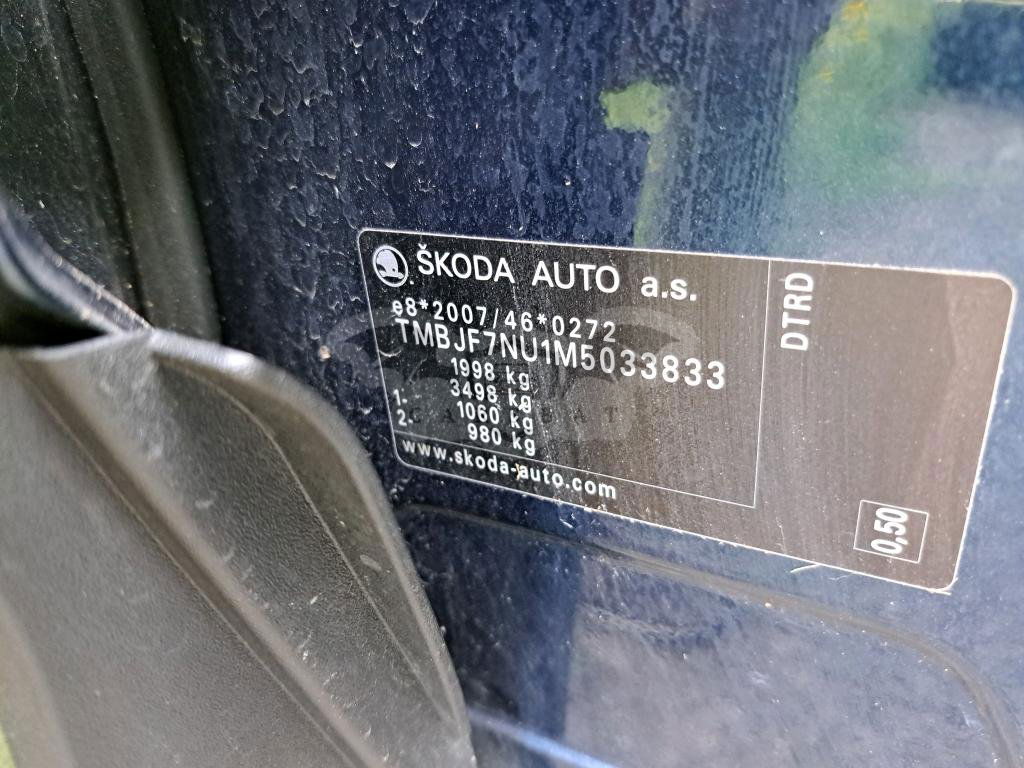 ŠKODA AUTO a.s.
e8*2007/46*0272
TMBJF7NU1M5033833
1998 kg
3498 kg
1.- 1060 kg
2.- 980 kg
www.skoda-auto.com
DTRD
0,50